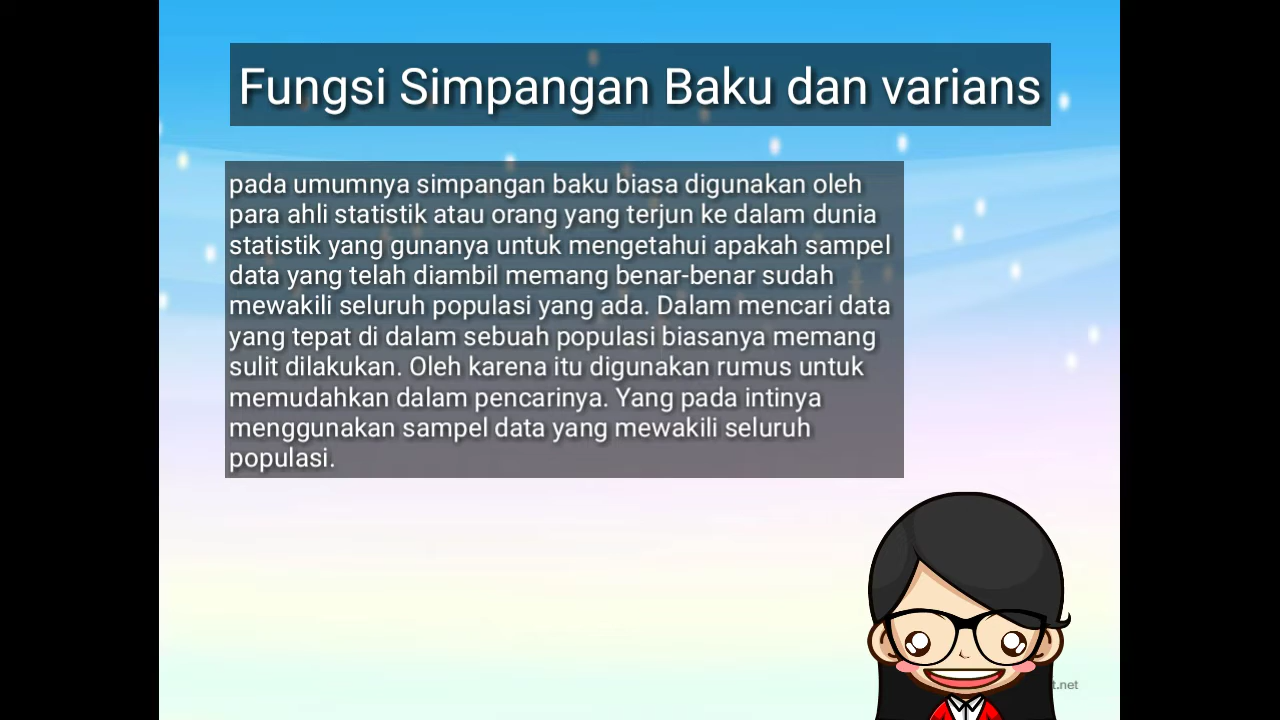 Fungsi Simpangan Baku dan varians
pada umumnya simpangan baku biasa digunakan oleh
para ahli statistik atau orang yang terjun ke dalam dunia
statistik yang gunanya untuk mengetahui apakah sampel
data yang telah diambil memang benar-benar sudah
mewakili seluruh populasi yang ada. Dalam mencari data
yang tepat di dalam sebuah populasi biasanya memang
sulit dilakukan. Oleh karena itu digunakan rumus untuk
memudahkan dalam pencarinya. Yang pada intinya
menggunakan sampel data yang mewakili seluruh
populasi.
t.net